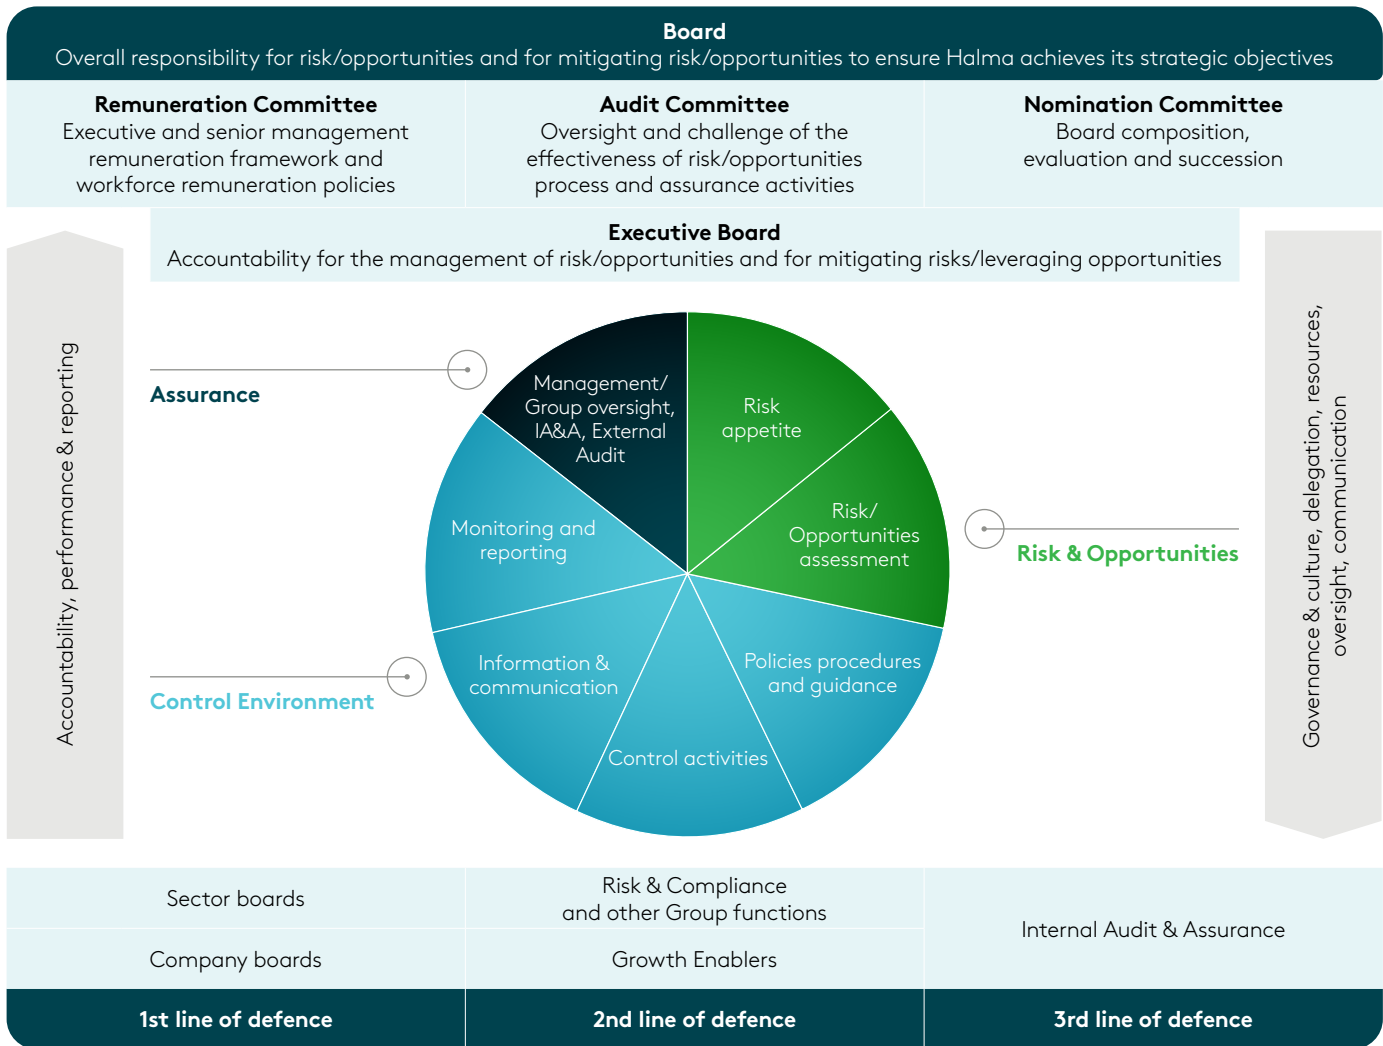 Board
Overall responsibility for risk/opportunities and for mitigating risk/opportunities to ensure Halma achieves its strategic objectives
Remuneration Committee
Executive and senior management
remuneration framework and
workforce remuneration policies
Audit Committee
Oversight and challenge of the
effectiveness of risk/opportunities
process and assurance activities
Nomination Committee
Board composition,
evaluation and succession
Executive Board
Accountability for the management of risk/opportunities and for mitigating risks/leveraging opportunities
Accountability, performance & reporting
Governance & culture, delegation, resources,
oversight, communication
Assurance
Management/
Group oversight,
IA&A, External
Audit
Risk
appetite
Risk/
Opportunities
assessment
Risk & Opportunities
Monitoring and
reporting
Information &
communication
Control Environment
Policies procedures
and guidance
Control activities
Sector boards
Company boards
Risk & Compliance
and other Group functions
Growth Enablers
Internal Audit & Assurance
1st line of defence
2nd line of defence
3rd line of defence